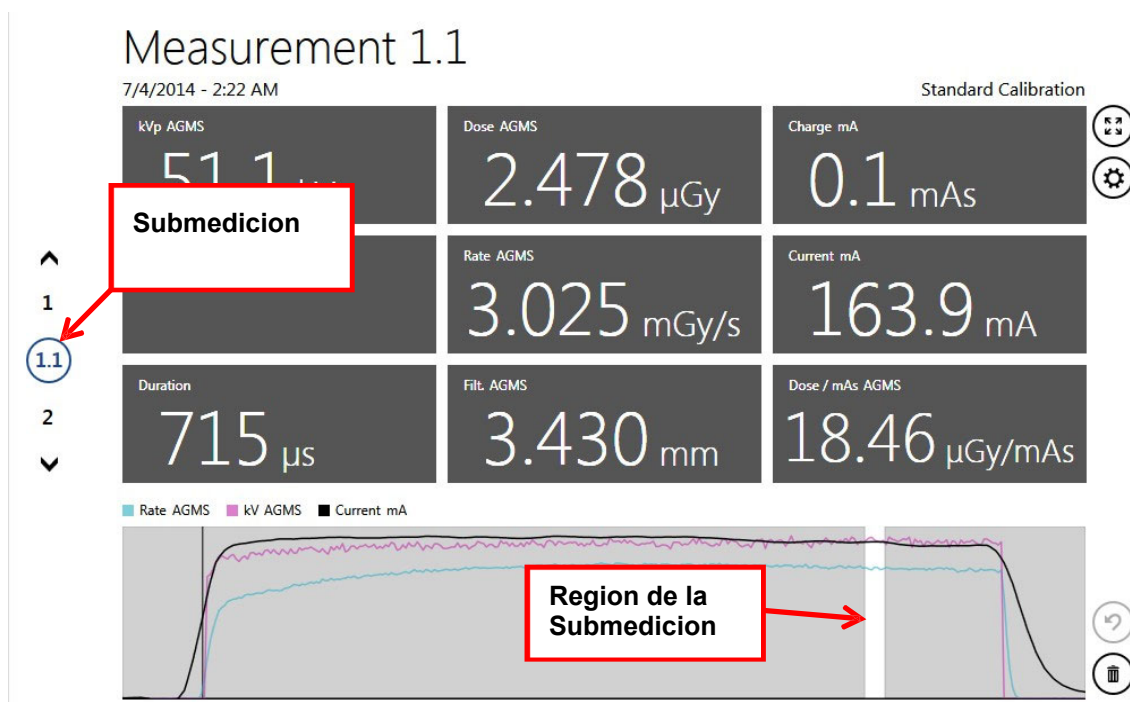 Measurement 1.1
7/4/2014 - 2:22 AM
Standard Calibration
kVp AGMS
51.1
Dose AGMS
2.478 µGy
Charge mA
0.1 mAs
Submedicion
Rate AGMS
3.025 mGy/s
Current mA
163.9 mA
1
1.1
2
Duration
715 µs
Filt. AGMS
3.430 mm
Dose / mAs AGMS
18.46 µGy/mAs
Rate AGMS kV AGMS Current mA
Region de la
Submedicion